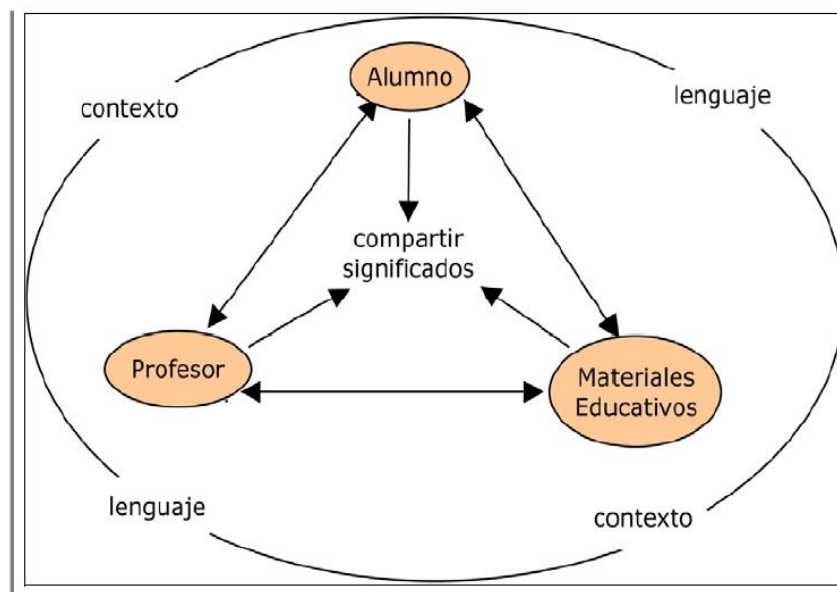 Alumno
contexto
lenguaje
compartir
significados
Profesor
Materiales
Educativos
lenguaje
contexto